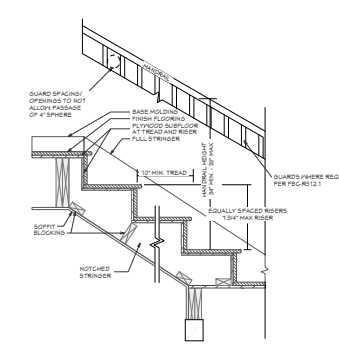 HANDRAIL
GUARD SPACING/
OPENINGS TO NOT
ALLOW PASSAGE
OF 4" SPHERE
BASE MOLDING
FINISH FLOORING
PLYWOOD SUBFLOOR
AT TREAD AND RISER
FULL STRINGER
10" MIN. TREAD
HANDRAIL HEIGHT
34" MIN. - 38" MAX
GUARDS WHERE REQ
PER FBC-R312.1
EQUALLY SPACED RISERS
7 3/4" MAX RISER
SOFFIT
BLOCKING
NOTCHED
STRINGER